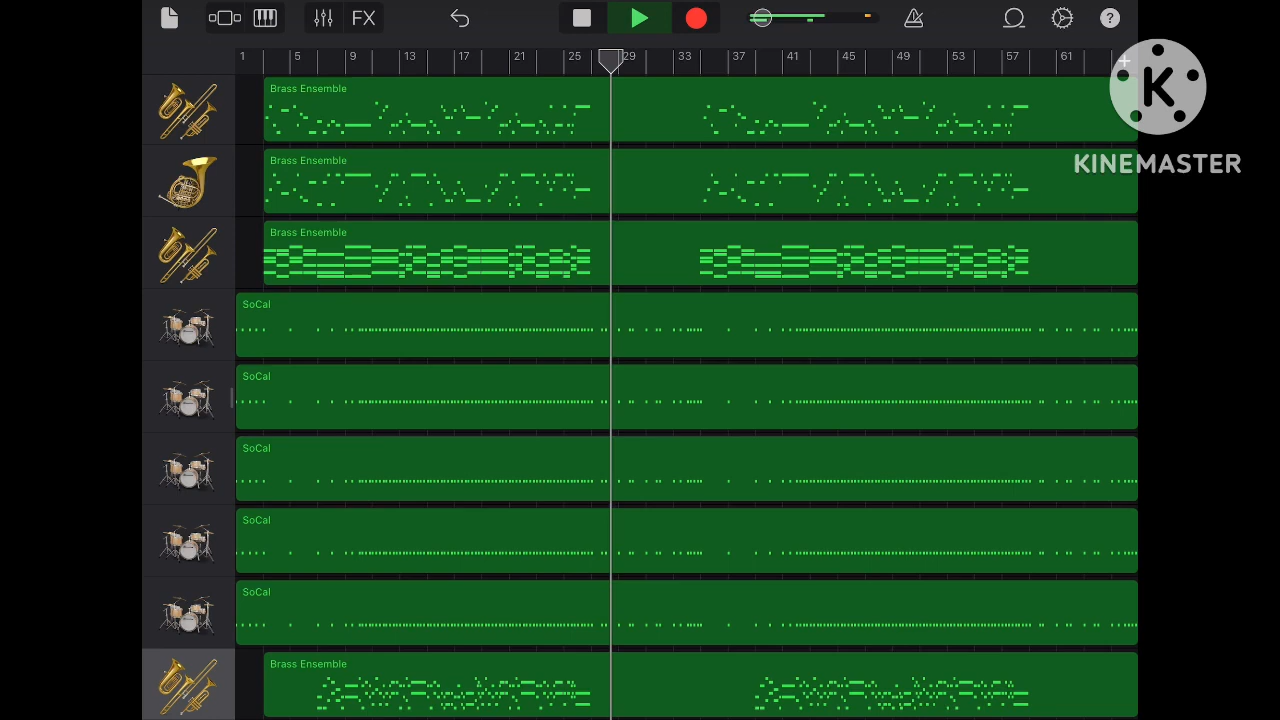 FX
?
1 5 9 13 17 21 25 29 33 37 41 45 49 53 57 61
+
K
KINEMASTER
Brass Ensemble
Brass Ensemble
Brass Ensemble
SoCal
SoCal
SoCal
SoCal
SoCal
Brass Ensemble